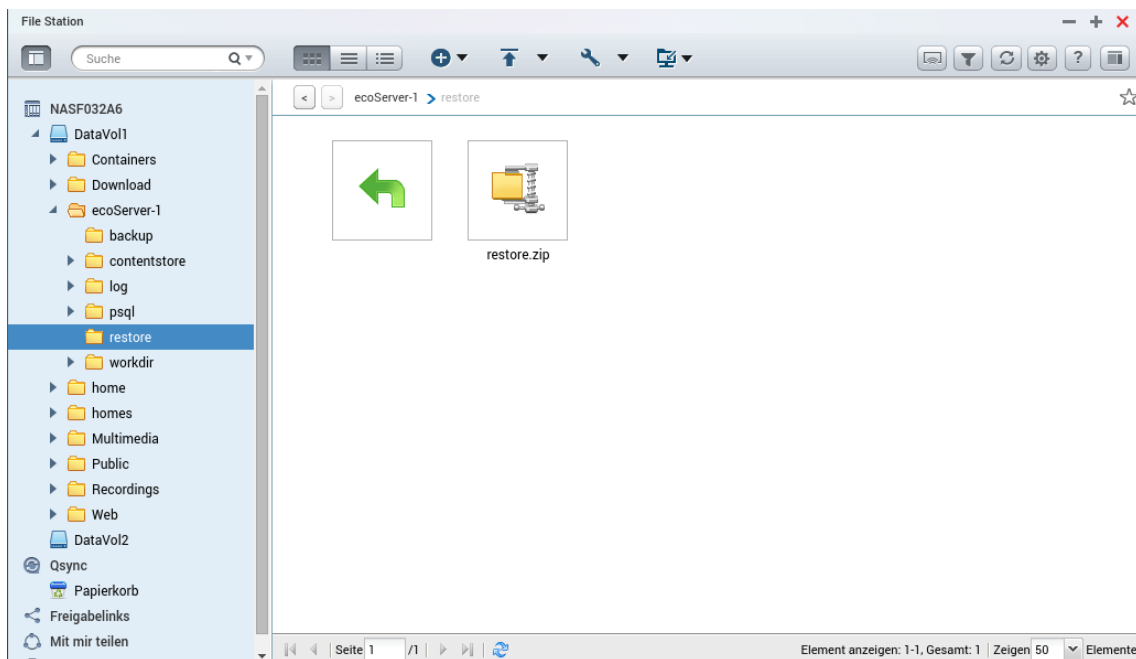 File Station
Suche
ecoServer-1 > restore
NASF032A6
DataVol1
Containers
Download
ecoServer-1
backup
contentstore
log
psql
restore
workdir
home
homes
Multimedia
Public
Recordings
Web
DataVol2
Qsync
Papierkorb
Freigabelinks
Mit mir teilen
restore.zip
Seite 1 /1
Element anzeigen: 1-1, Gesamt: 1 Zeigen 50 Elemente